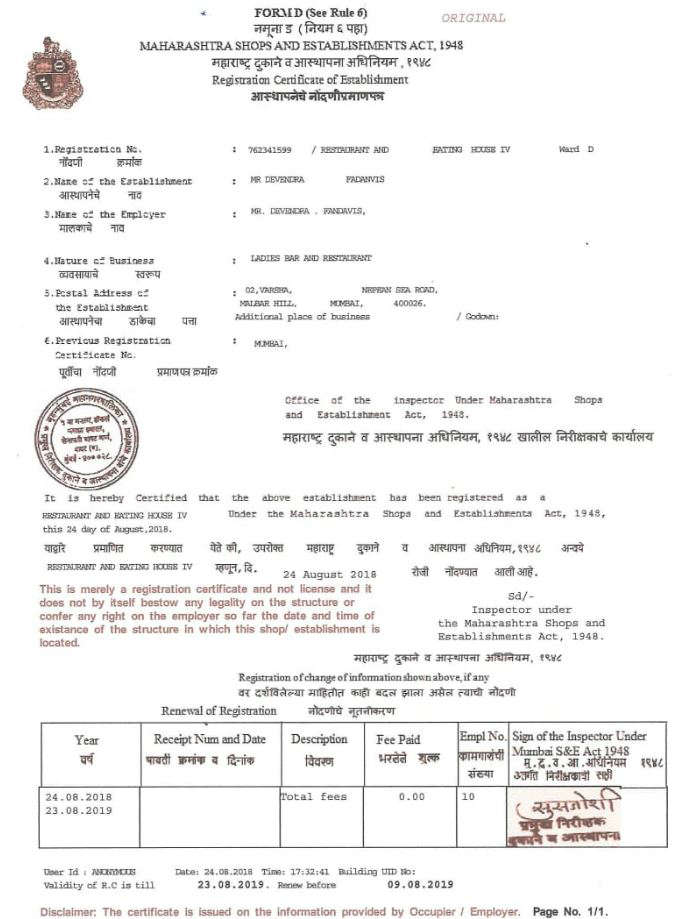 FORM D (See Rule 6)
ORIGINAL
नमूना ड (नियम ६ पहा)
MAHARASHTRA SHOPS AND ESTABLISHMENTS ACT, 1948
महाराष्ट्र दुकाने व आस्थापना अधिनियम, १९४८
Registration Certificate of Establishment
आस्थापनेचे नोंदणीप्रमाणपत्र
1.Registration No. : 762341599 / RESTAURANT AND EATING HOUSE IV Ward D
नोंदणी क्रमांक
2.Name of the Establishment : MR DEVENDRA FADANVIS
आस्थापनेचे नाव
3.Name of the Employer : MR. DEVENDRA . FANDAVIS,
मालकाचे नाव
4.Nature of Business : LADIES BAR AND RESTAURANT
व्यवसायाचे स्वरूप
5.Postal Address of : 02,VARSHA, NEPEAN SEA ROAD,
the Establishment MALBAR HILL, MUMBAI, 400026.
आस्थापनेचा ठाकेचा पत्ता Additional place of business / Godown:
6.Previous Registration : MUMBAI,
Certificate No.
पूर्वीचा नोंदणी प्रमाणपत्र क्रमांक
Office of the inspector Under Maharashtra Shops
and Establishment Act, 1948.
महाराष्ट्र दुकाने व आस्थापना अधिनियम, १९४८ खालील निरीक्षकाचे कार्यालय
It is hereby Certified that the above establishment has been registered as a
RESTAURANT AND EATING HOUSE IV Under the Maharashtra Shops and Establishments Act, 1948,
this 24 day of August,2018.
याद्वारे प्रमाणित करण्यात येते की, उपरोक्त महाराष्ट्र दुकाने व आस्थापना अधिनियम,१९४८ अन्वये
RESTAURANT AND EATING HOUSE IV म्हणून, दि. 24 August 2018 रोजी नोंदण्यात आली आहे.
This is merely a registration certificate and not license and it
does not by itself bestow any legality on the structure or
confer any right on the employer so far the date and time of
existance of the structure in which this shop/ establishment is
located.
Sd/-
Inspector under
the Maharashtra Shops and
Establishments Act, 1948.
महाराष्ट्र दुकाने व आस्थापना अधिनियम, १९४८
Registration of change of information shown above, if any
वर दर्शविलेल्या माहितीत काही बदल झाला असेल त्याची नोंदणी
Renewal of Registration नोंदणीचे नूतनीकरण
Year Receipt Num and Date Description Fee Paid Empl No. Sign of the Inspector Under
Mumbai S&E Act 1948
वर्ष पावती क्रमांक व दिनांक विवरण भरलेले शुल्क कामगारांची संख्या मु.द.व.आ.अधिनियम १९४८
अंतर्गत निरीक्षकाची सही
24.08.2018 Total fees 0.00 10
23.08.2019
प्रमुख निरीक्षक
दुकाने व आस्थापना
User Id : ANONYMOUS Date: 24.08.2018 Time: 17:32:41 Building UID No:
Validity of R.C is till 23.08.2019. Renew before 09.08.2019
Disclaimer: The certificate is issued on the information provided by Occupier / Employer. Page No. 1/1.